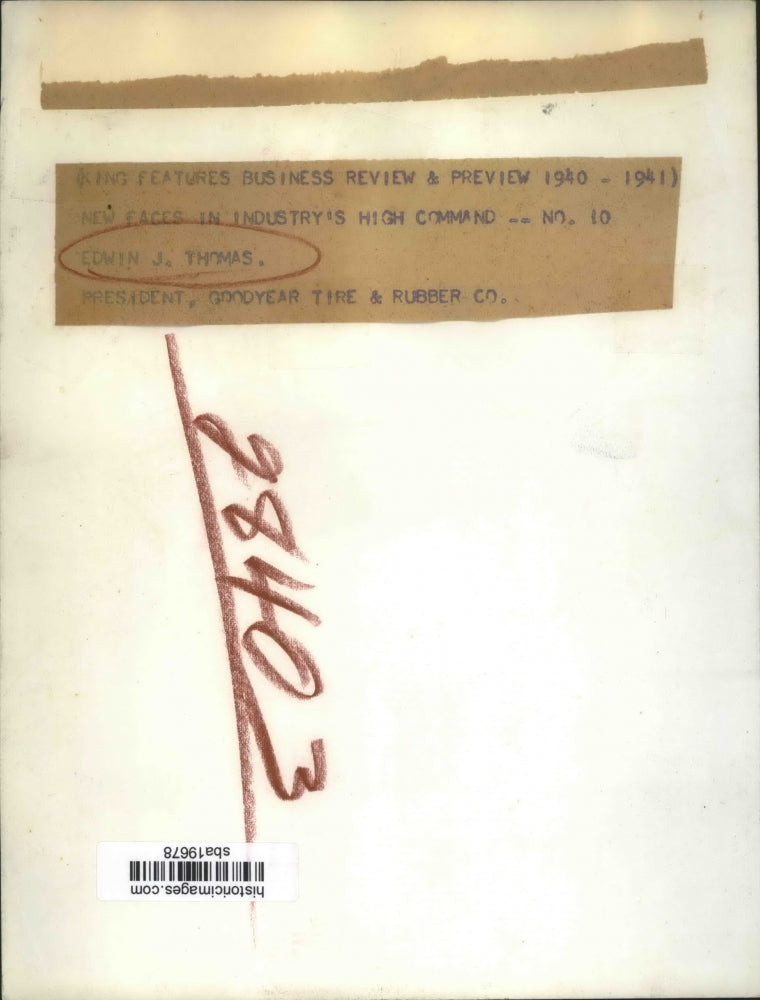 (KING FEATURES BUSINESS REVIEW & PREVIEW 1940 - 1941)
NEW FACES IN INDUSTRY'S HIGH COMMAND -- NO. 10
EDWIN J. THOMAS.
PRESIDENT, GOODYEAR TIRE & RUBBER CO.
28403
historicimages.com
sba19678